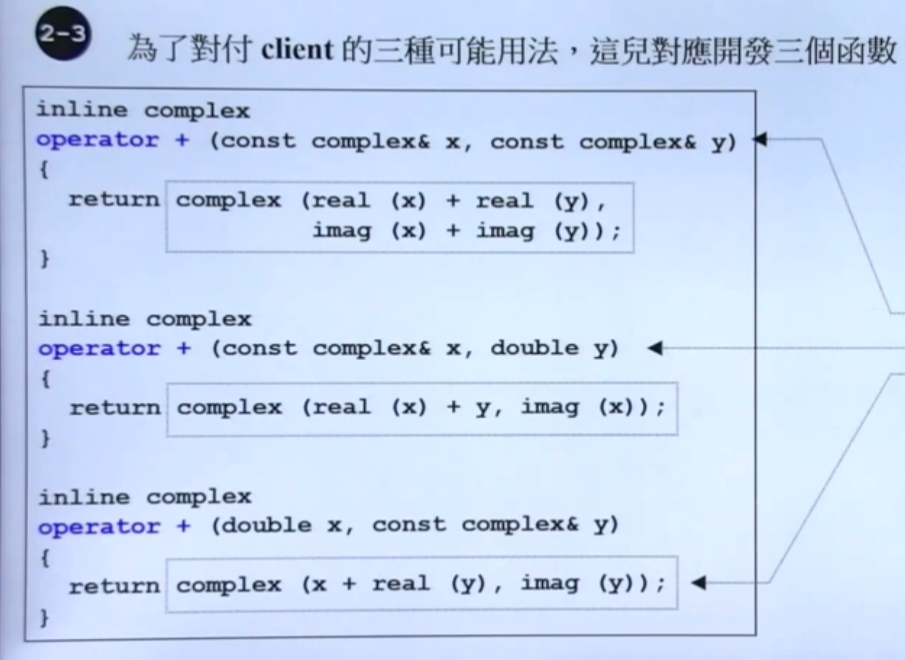 2-3
為了對付 client 的三種可能用法，這兒對應開發三個函數
inline complex
operator + (const complex& x, const complex& y)
{
  return complex (real (x) + real (y),
                  imag (x) + imag (y));
}
inline complex
operator + (const complex& x, double y)
{
  return complex (real (x) + y, imag (x));
}
inline complex
operator + (double x, const complex& y)
{
  return complex (x + real (y), imag (y));
}